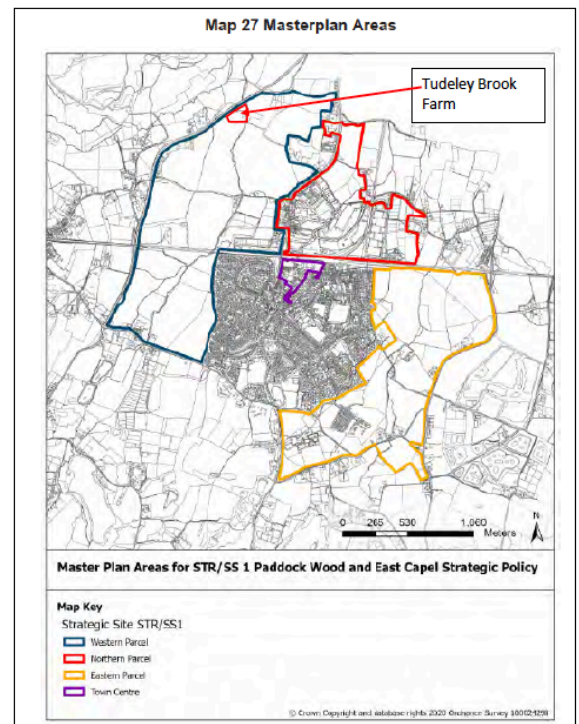 Map 27 Masterplan Areas
Tudeley Brook
Farm
0 265 530 1,060
Meters
N
Master Plan Areas for STR/SS 1 Paddock Wood and East Capel Strategic Policy
Map Key
Strategic Site STR/SS1
Western Parcel
Northern Parcel
Eastern Parcel
Town Centre
© Crown Copyright and database rights 2020 Ordnance Survey